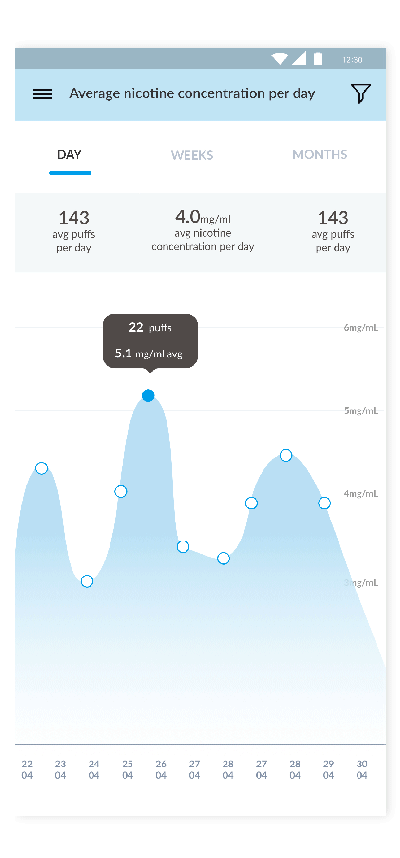 12:30
Average nicotine concentration per day
DAY WEEKS MONTHS
143 4.0mg/ml 143
avg puffs avg nicotine avg puffs
per day concentration per day per day
6mg/mL
22 puffs
5.1 mg/ml avg
5mg/mL
4mg/mL
3mg/mL
22 23 24 25 26 27 28 27 28 29 30
04 04 04 04 04 04 04 04 04 04 04